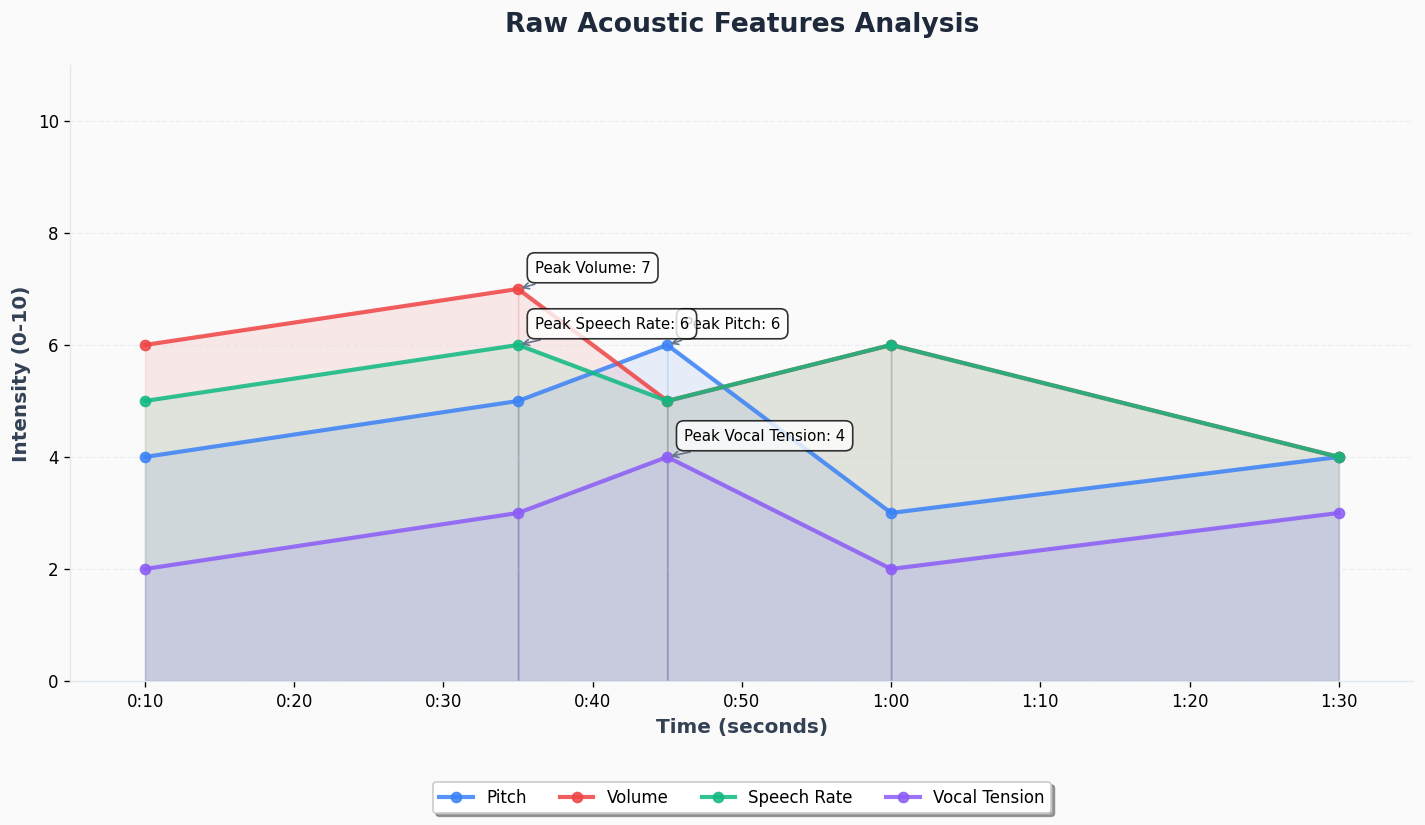 Raw Acoustic Features Analysis
Intensity (0-10)
10
8
6
4
2
0
Peak Volume: 7
Peak Speech Rate: 6
eak Pitch: 6
Peak Vocal Tension: 4
0:10 0:20 0:30 0:40 0:50 1:00 1:10 1:20 1:30
Time (seconds)
Pitch Volume Speech Rate Vocal Tension